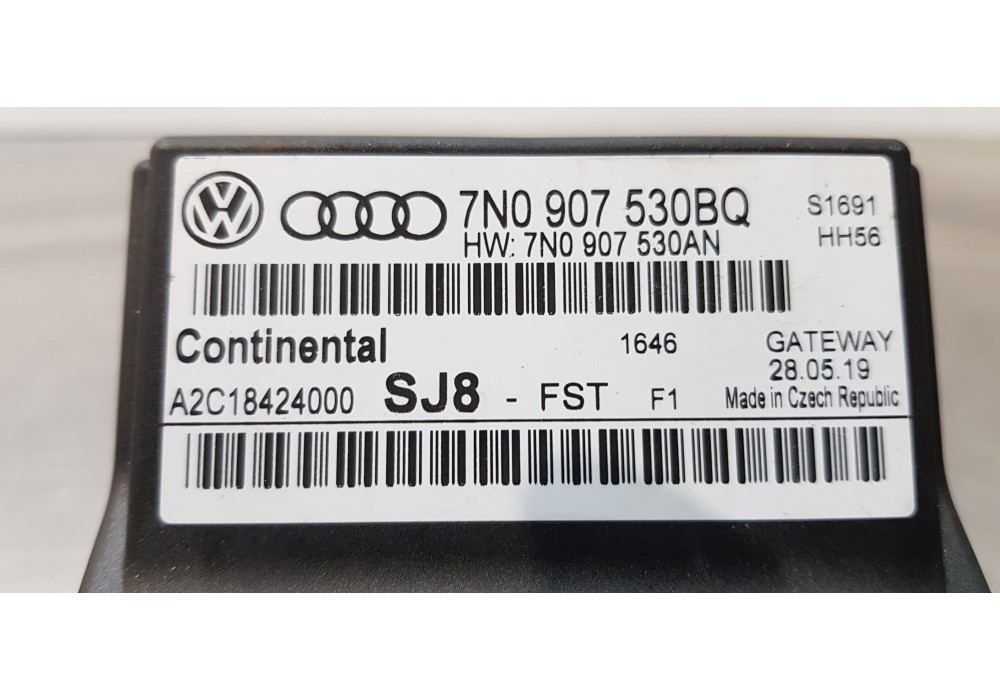 7N0 907 530BQ S1691
HW: 7N0 907 530AN HH56
Continental 1646 GATEWAY
28.05.19
A2C18424000 SJ8 - FST F1 Made in Czech Republic